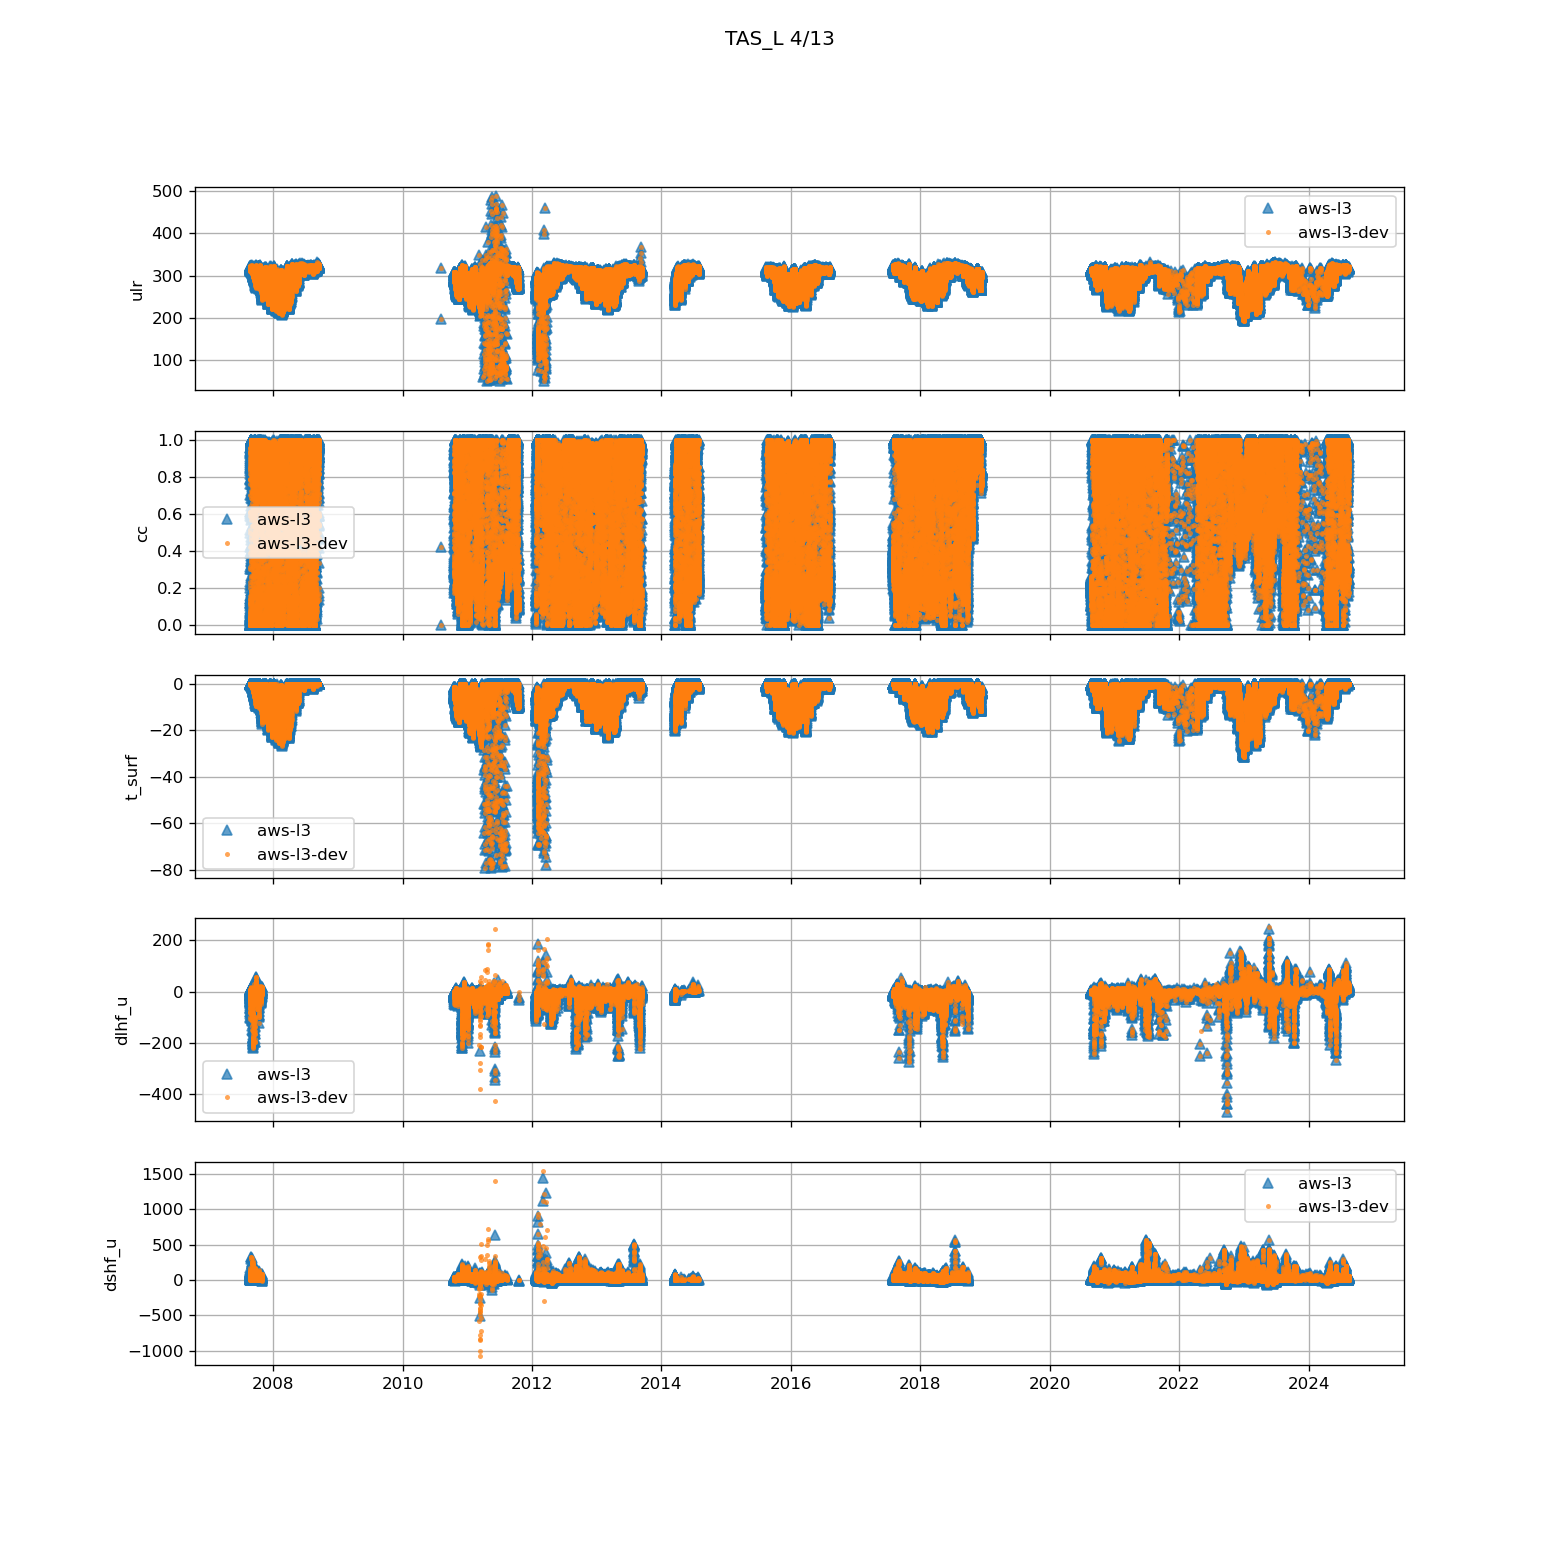 TAS_L 4/13
500
400
300
200
100
ulr
aws-l3
aws-l3-dev
1.0
0.8
0.6
0.4
0.2
0.0
cc
aws-l3
aws-l3-dev
0
−20
−40
−60
−80
t_surf
aws-l3
aws-l3-dev
200
0
−200
−400
dlhf_u
aws-l3
aws-l3-dev
1500
1000
500
0
−500
−1000
dshf_u
aws-l3
aws-l3-dev
2008 2010 2012 2014 2016 2018 2020 2022 2024